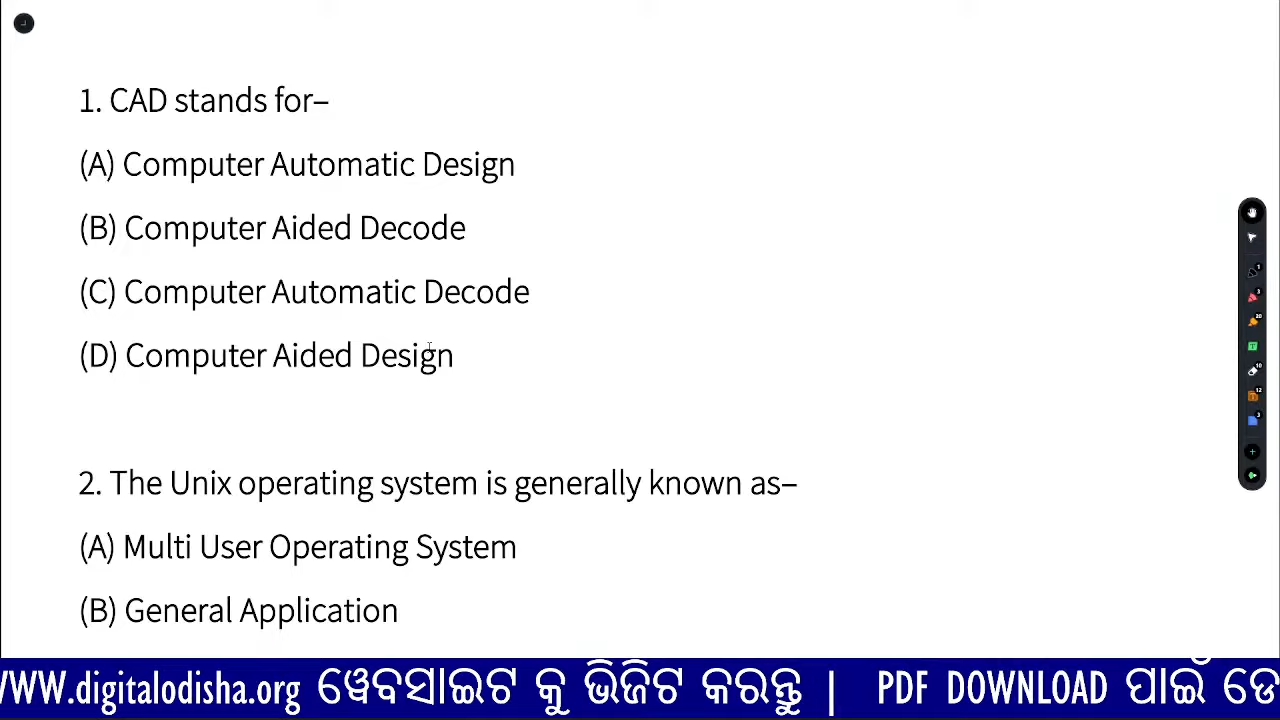 1. CAD stands for–
(A) Computer Automatic Design
(B) Computer Aided Decode
(C) Computer Automatic Decode
(D) Computer Aided Design
2. The Unix operating system is generally known as–
(A) Multi User Operating System
(B) General Application
WWW.digitalodisha.org ୱେବସାଇଟ କୁ ଭିଜିଟ କରନ୍ତୁ | PDF DOWNLOAD ପାଇଁ